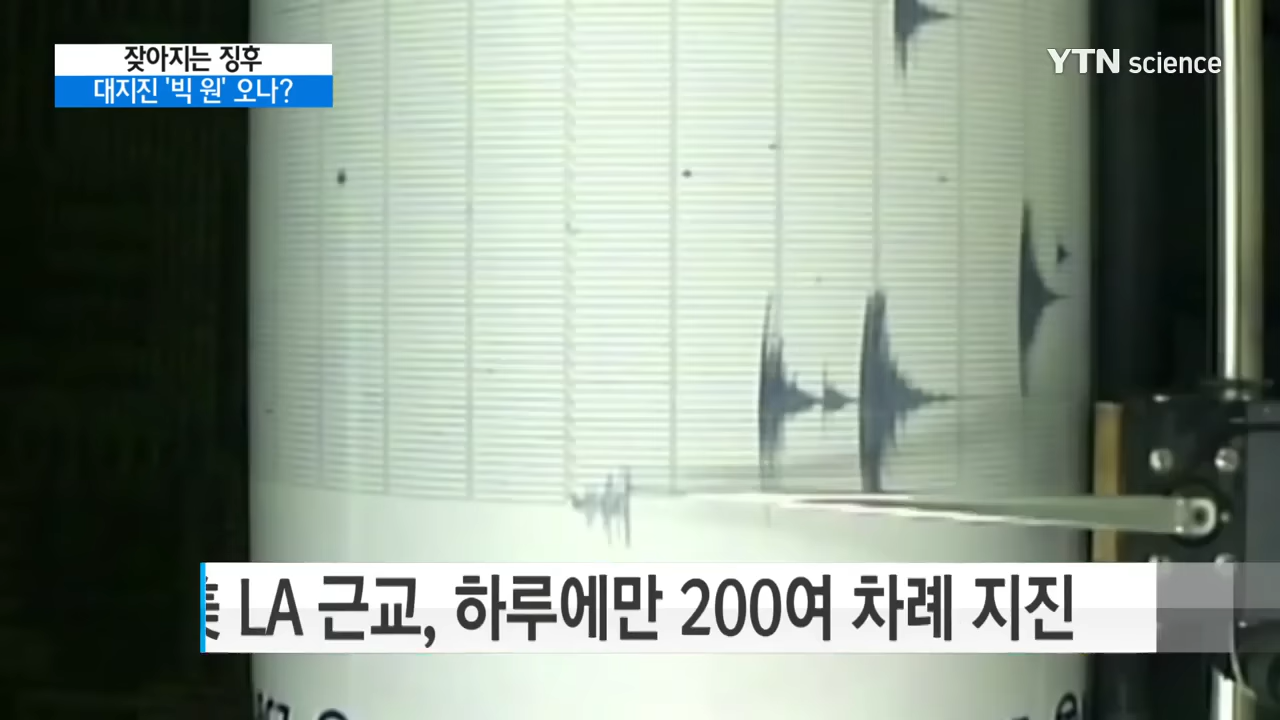 잦아지는 징후
대지진 '빅 원' 오나?
YTN science
美 LA 근교, 하루에만 200여 차례 지진